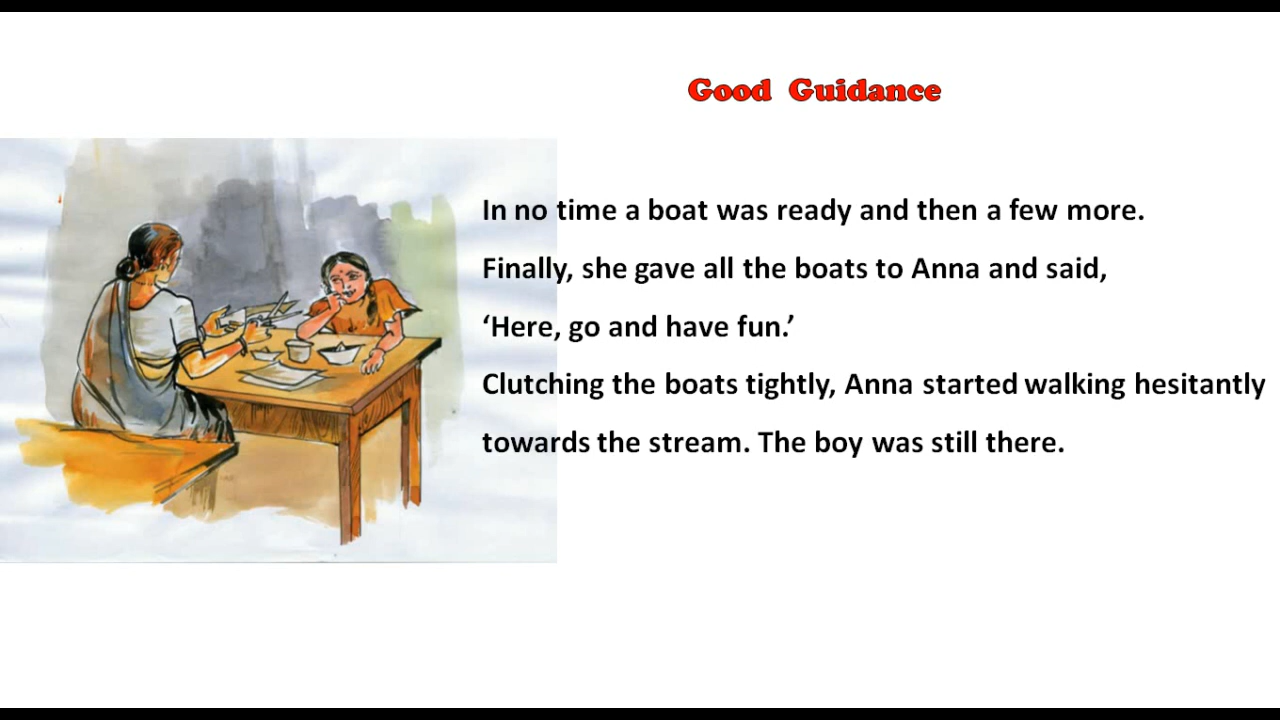 Good Guidance
In no time a boat was ready and then a few more.
Finally, she gave all the boats to Anna and said,
‘Here, go and have fun.’
Clutching the boats tightly, Anna started walking hesitantly
towards the stream. The boy was still there.